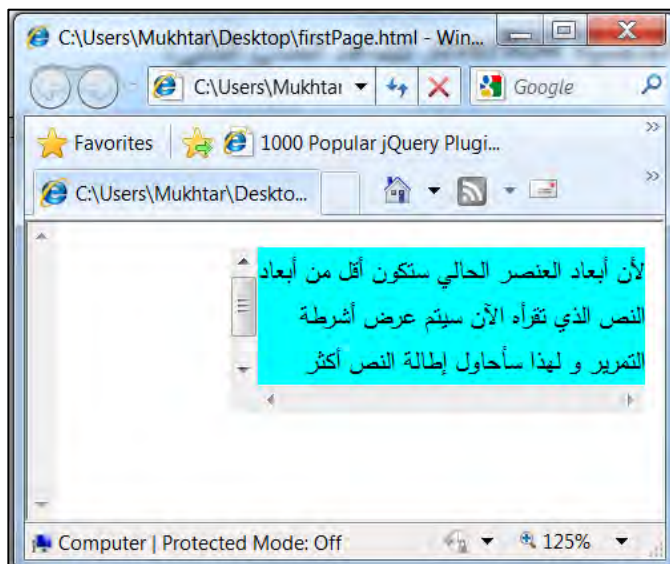 C:\Users\Mukhtar\Desktop\firstPage.html - Win...
C:\Users\Mukhtar Google
Favorites 1000 Popular jQuery Plugi...
C:\Users\Mukhtar\Deskto...
لأن أبعاد العنصر الحالي ستكون أقل من أبعاد
النص الذي تقرأه الآن سيتم عرض أشرطة
التمرير و لهذا سأحاول إطالة النص أكثر
Computer | Protected Mode: Off 125%